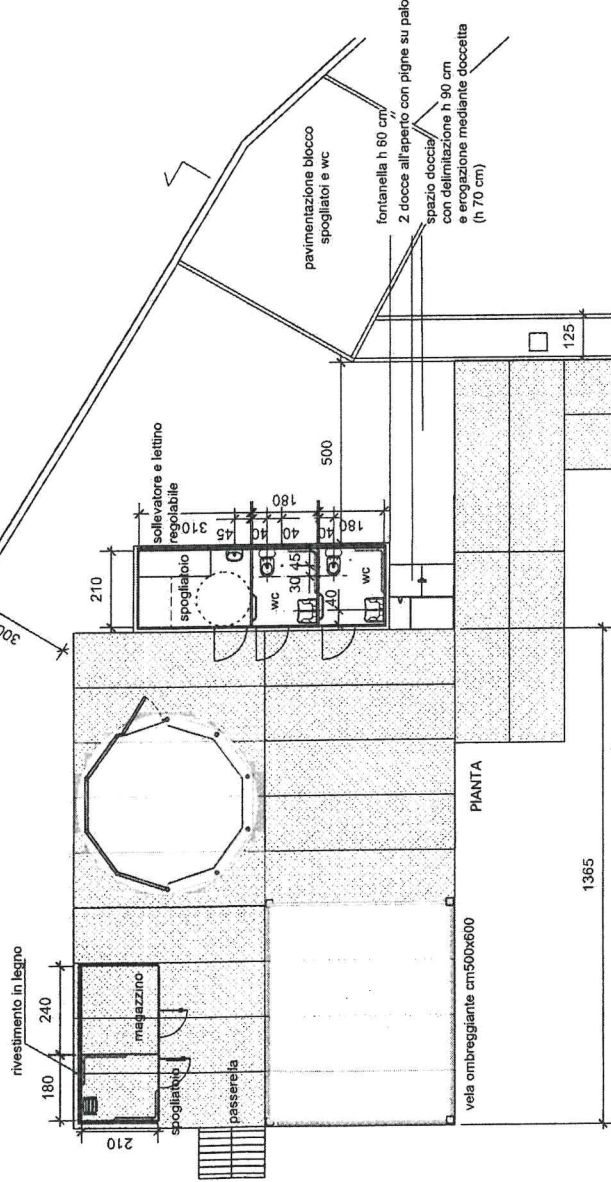 rivestimento in legno
180
240
210
magazzino
spogliatoio
passerella
vela ombreggiante cm500x600
1365
PIANTA
300
210
sollevatore e lettino
regolabile
spogliatoio
310
45
180
40
40
180
wc
30
45
wc
40
500
pavimentazione blocco
spogliatoi e wc
fontanella h 60 cm
2 docce all'aperto con pigne su palo
spazio doccia
con delimitazione h 90 cm
e erogazione mediante doccetta
(h 70 cm)
125